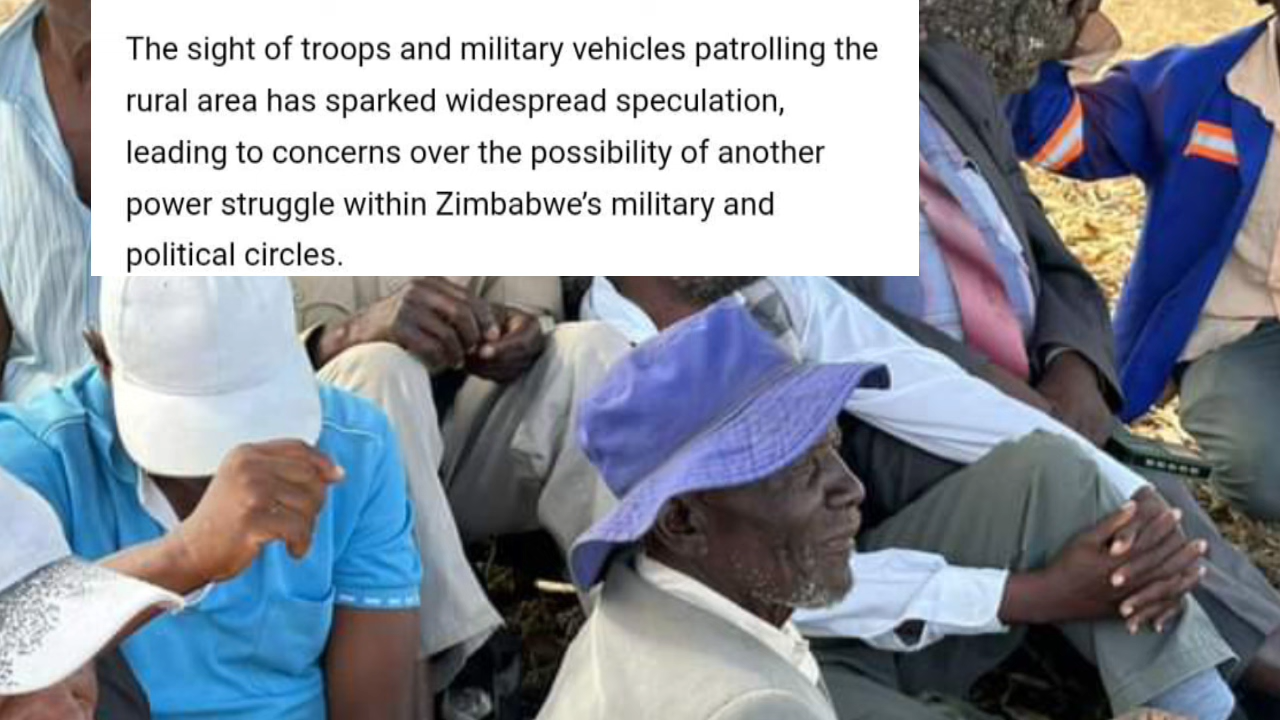 The sight of troops and military vehicles patrolling the
rural area has sparked widespread speculation,
leading to concerns over the possibility of another
power struggle within Zimbabwe’s military and
political circles.